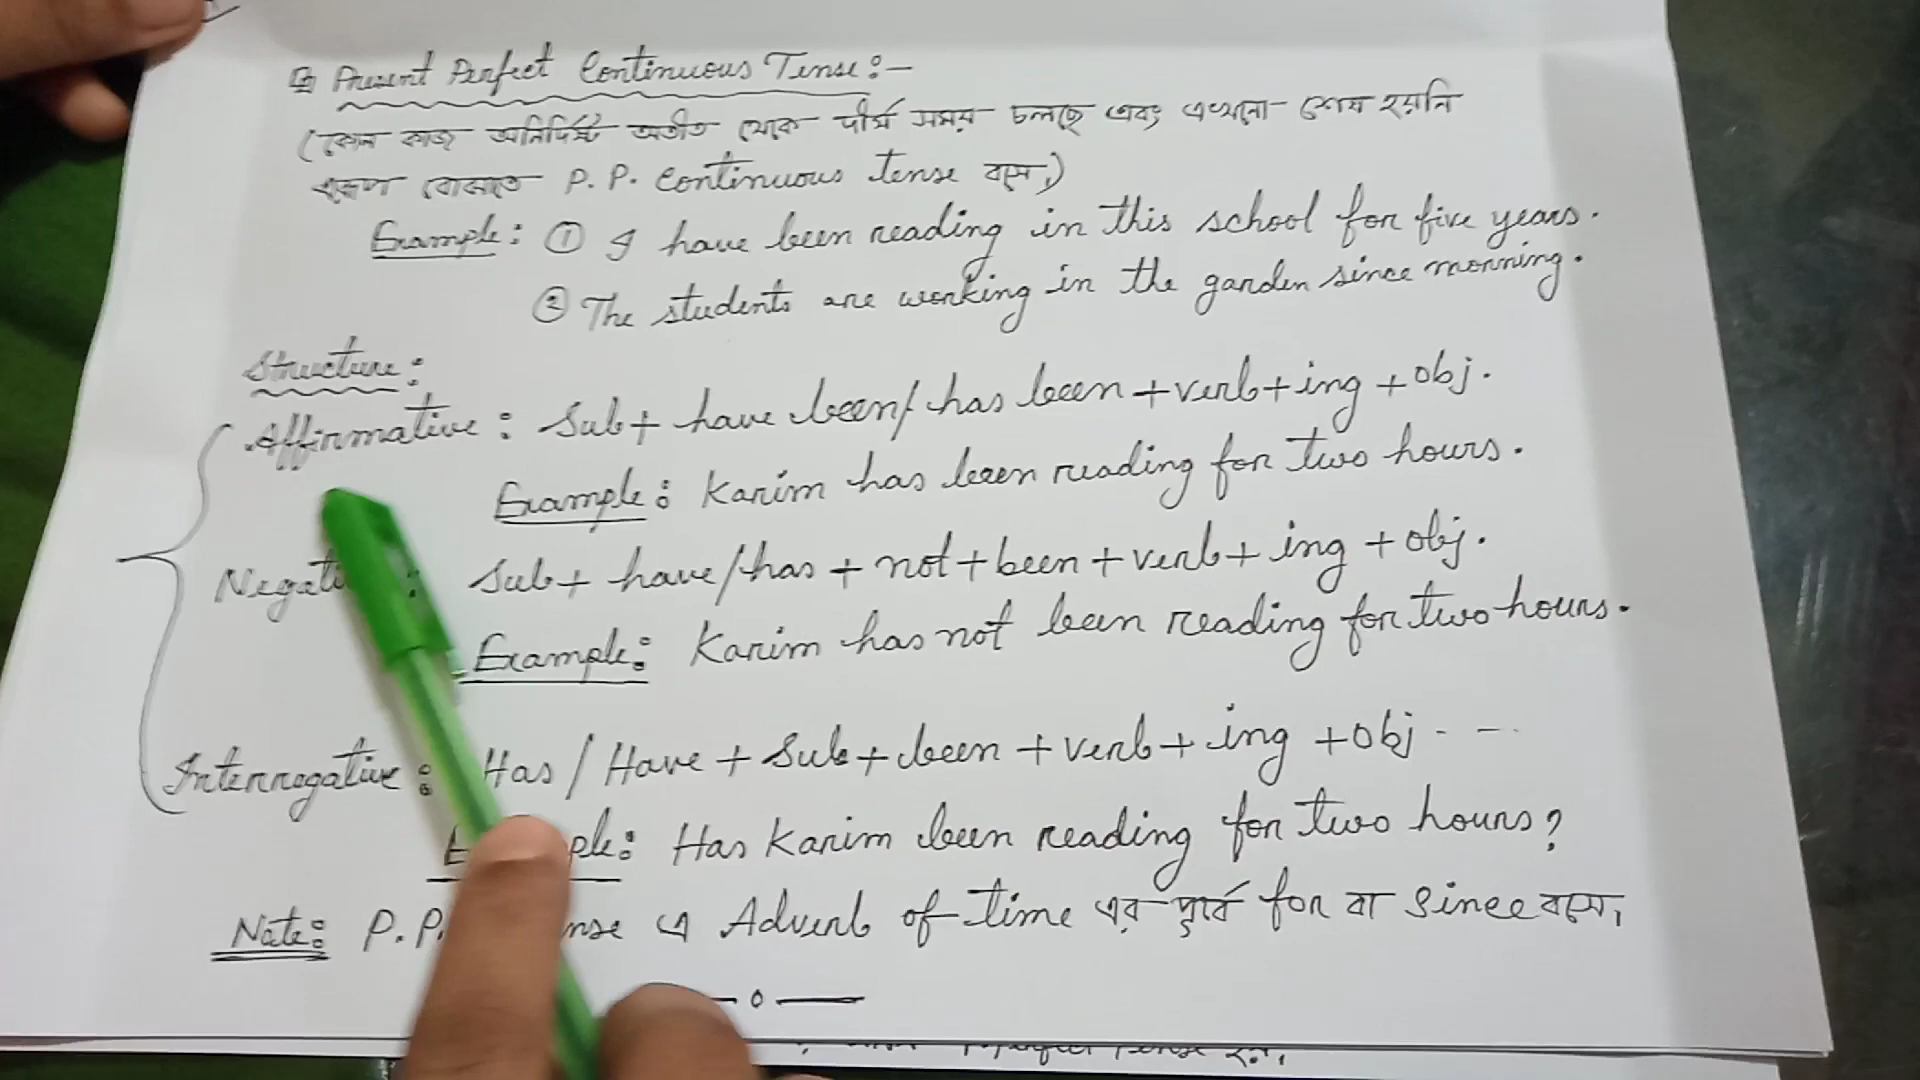 Present Perfect Continuous Tense :-
(কোন কাজ অনির্দিষ্ট অতীত থেকে দীর্ঘ সময় চলছে এবং এখনো শেষ হয়নি
এরূপ বোঝাতে P. P. Continuous tense বসে।)
Example: ① I have been reading in this school for five years.
② The students are working in the garden since morning.
Structure:
Affirmative: Sub + have been/has been + verb + ing + obj.
Example: Karim has been reading for two hours.
Sub + have/has + not + been + verb + ing + obj.
Example: Karim has not been reading for two hours.
Interrogative: Has / Have + Sub + been + verb + ing + obj - --
Has Karim been reading for two hours?
Note: P. P. এ Adverb of time এর পূর্বে for বা since বসে।
— o —